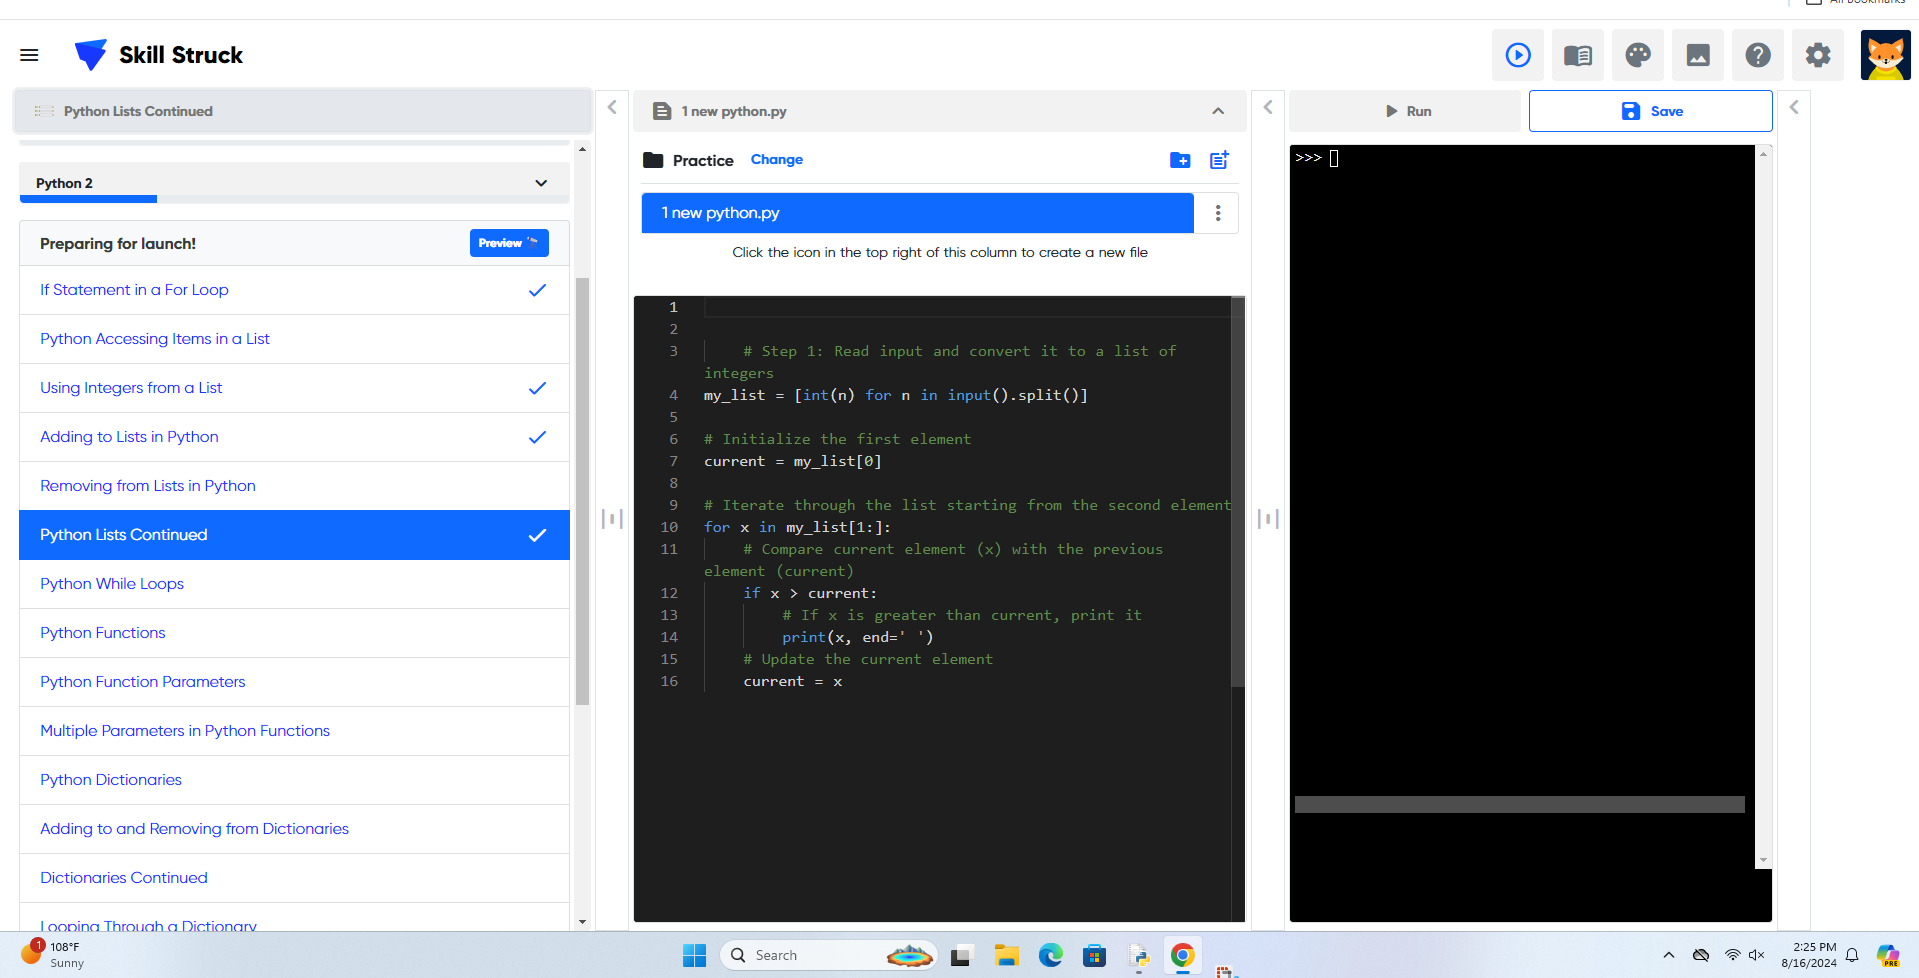 All Bookmarks
Skill Struck
Python Lists Continued
Python 2
Preparing for launch!
Preview
If Statement in a For Loop
Python Accessing Items in a List
Using Integers from a List
Adding to Lists in Python
Removing from Lists in Python
Python Lists Continued
Python While Loops
Python Functions
Python Function Parameters
Multiple Parameters in Python Functions
Python Dictionaries
Adding to and Removing from Dictionaries
Dictionaries Continued
Looping Through a Dictionary
1 new python.py
Practice Change
1 new python.py
Click the icon in the top right of this column to create a new file
1
2
3 # Step 1: Read input and convert it to a list of
integers
4 my_list = [int(n) for n in input().split()]
5
6 # Initialize the first element
7 current = my_list[0]
8
9 # Iterate through the list starting from the second element
10 for x in my_list[1:]:
11 # Compare current element (x) with the previous
element (current)
12 if x > current:
13 # If x is greater than current, print it
14 print(x, end=' ')
15 # Update the current element
16 current = x
Run
Save
>>>
1
108°F
Sunny
Search
2:25 PM
8/16/2024
PRE